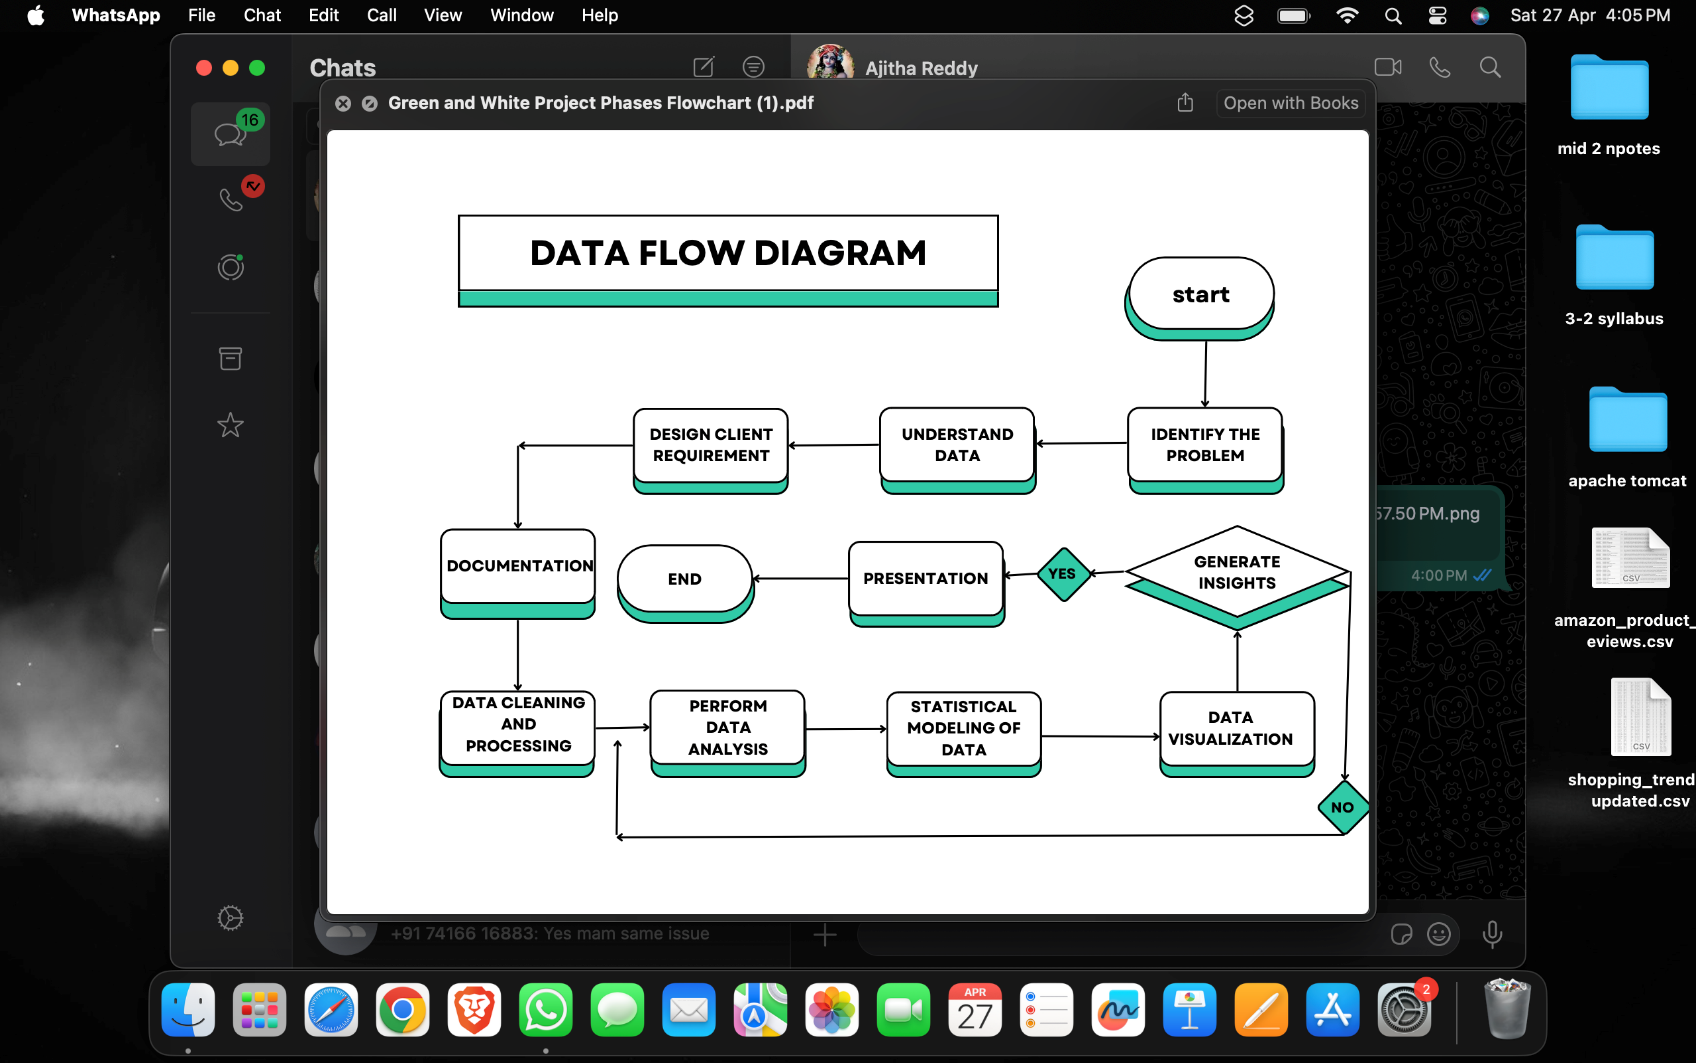 WhatsApp File Chat Edit Call View Window Help Sat 27 Apr 4:05 PM
Chats
Ajitha Reddy
Green and White Project Phases Flowchart (1).pdf
Open with Books
16
DATA FLOW DIAGRAM
start
DESIGN CLIENT
REQUIREMENT
UNDERSTAND
DATA
IDENTIFY THE
PROBLEM
DOCUMENTATION
END
PRESENTATION
YES
GENERATE
INSIGHTS
DATA CLEANING
AND
PROCESSING
PERFORM
DATA
ANALYSIS
STATISTICAL
MODELING OF
DATA
DATA
VISUALIZATION
NO
57.50 PM.png
4:00 PM
+91 74166 16883: Yes mam same issue
mid 2 npotes
3-2 syllabus
apache tomcat
CSV
amazon_product_
eviews.csv
CSV
shopping_trend
updated.csv
APR
27
2